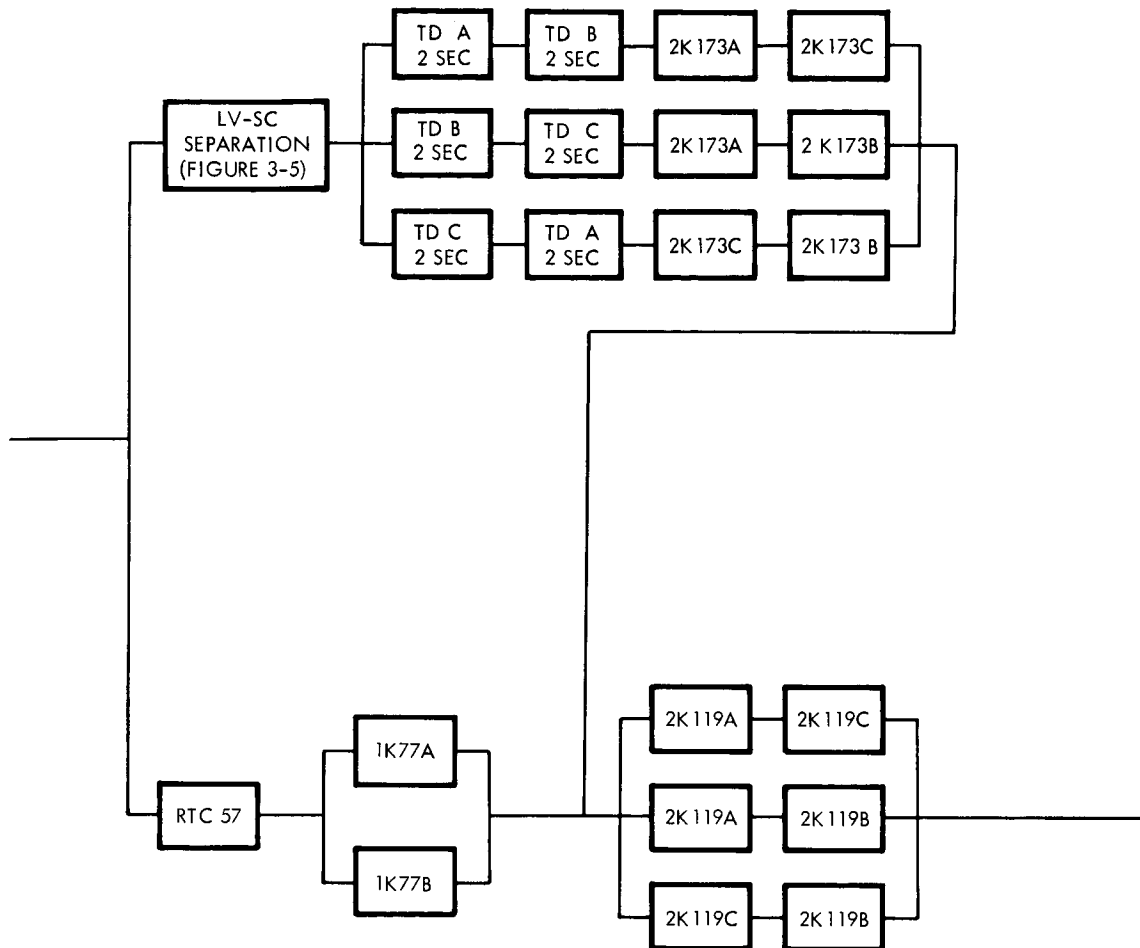 TD A
2 SEC
TD B
2 SEC
2K173A
2K173C
LV-SC
SEPARATION
(FIGURE 3-5)
TD B
2 SEC
TD C
2 SEC
2K173A
2 K173B
TD C
2 SEC
TD A
2 SEC
2K173C
2K173 B
2K119A
2K119C
1K77A
RTC 57
2K119A
2K119B
1K77B
2K119C
2K119B